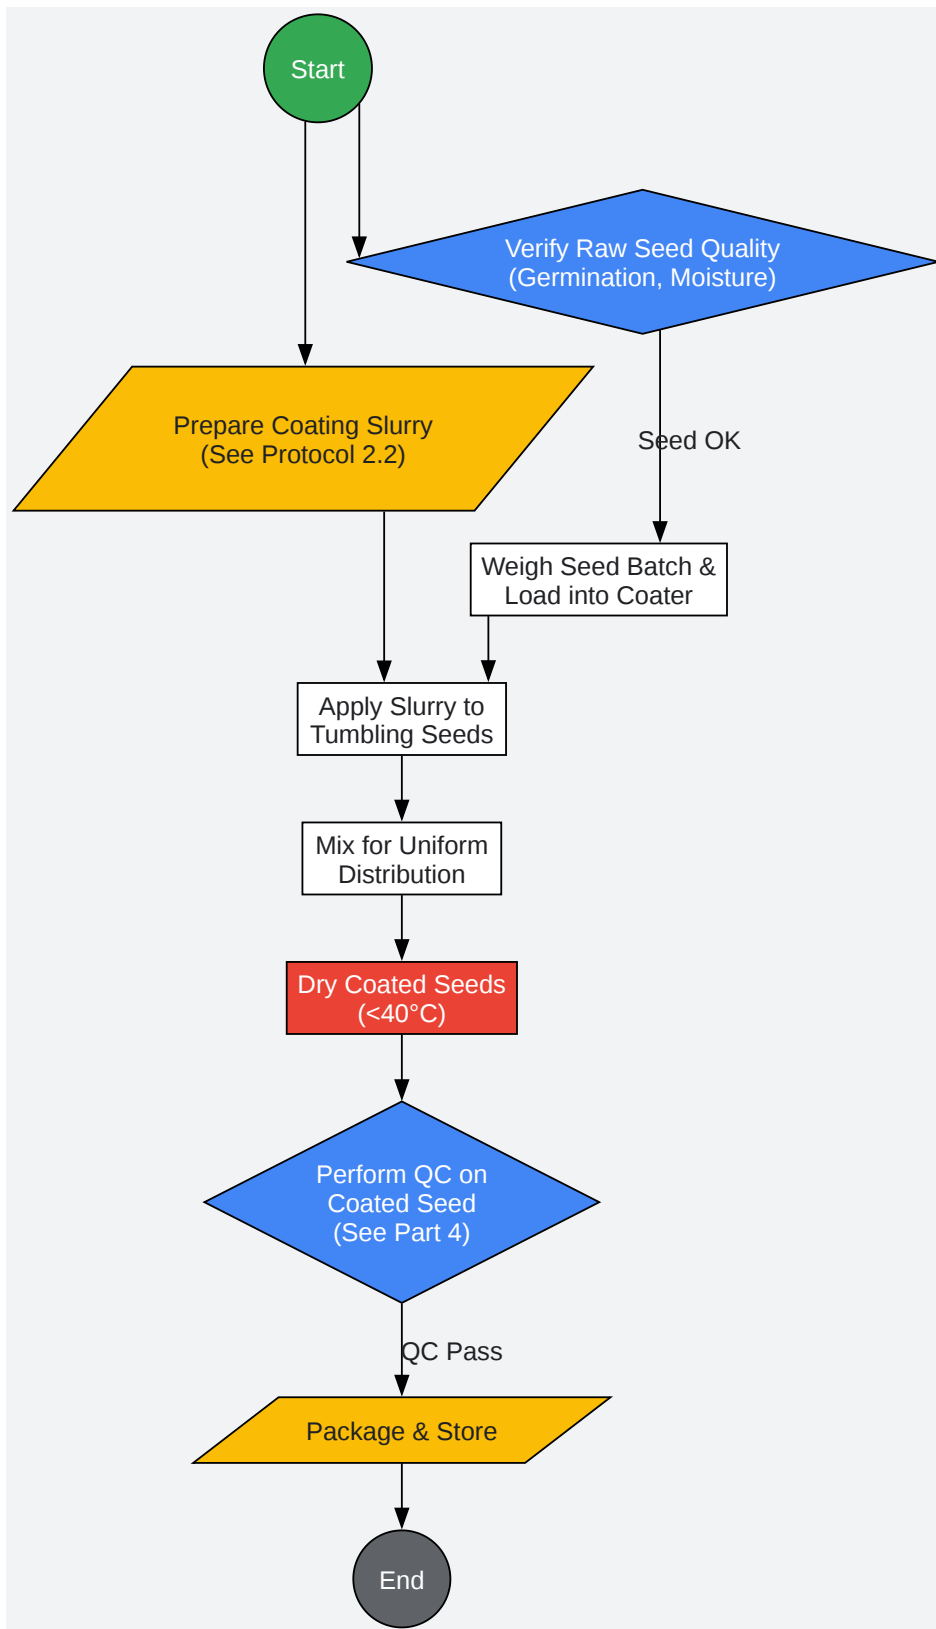 Start
Verify Raw Seed Quality
(Germination, Moisture)
Prepare Coating Slurry
(See Protocol 2.2)
Seed OK
Weigh Seed Batch &
Load into Coater
Apply Slurry to
Tumbling Seeds
Mix for Uniform
Distribution
Dry Coated Seeds
(<40°C)
Perform QC on
Coated Seed
(See Part 4)
QC Pass
Package & Store
End